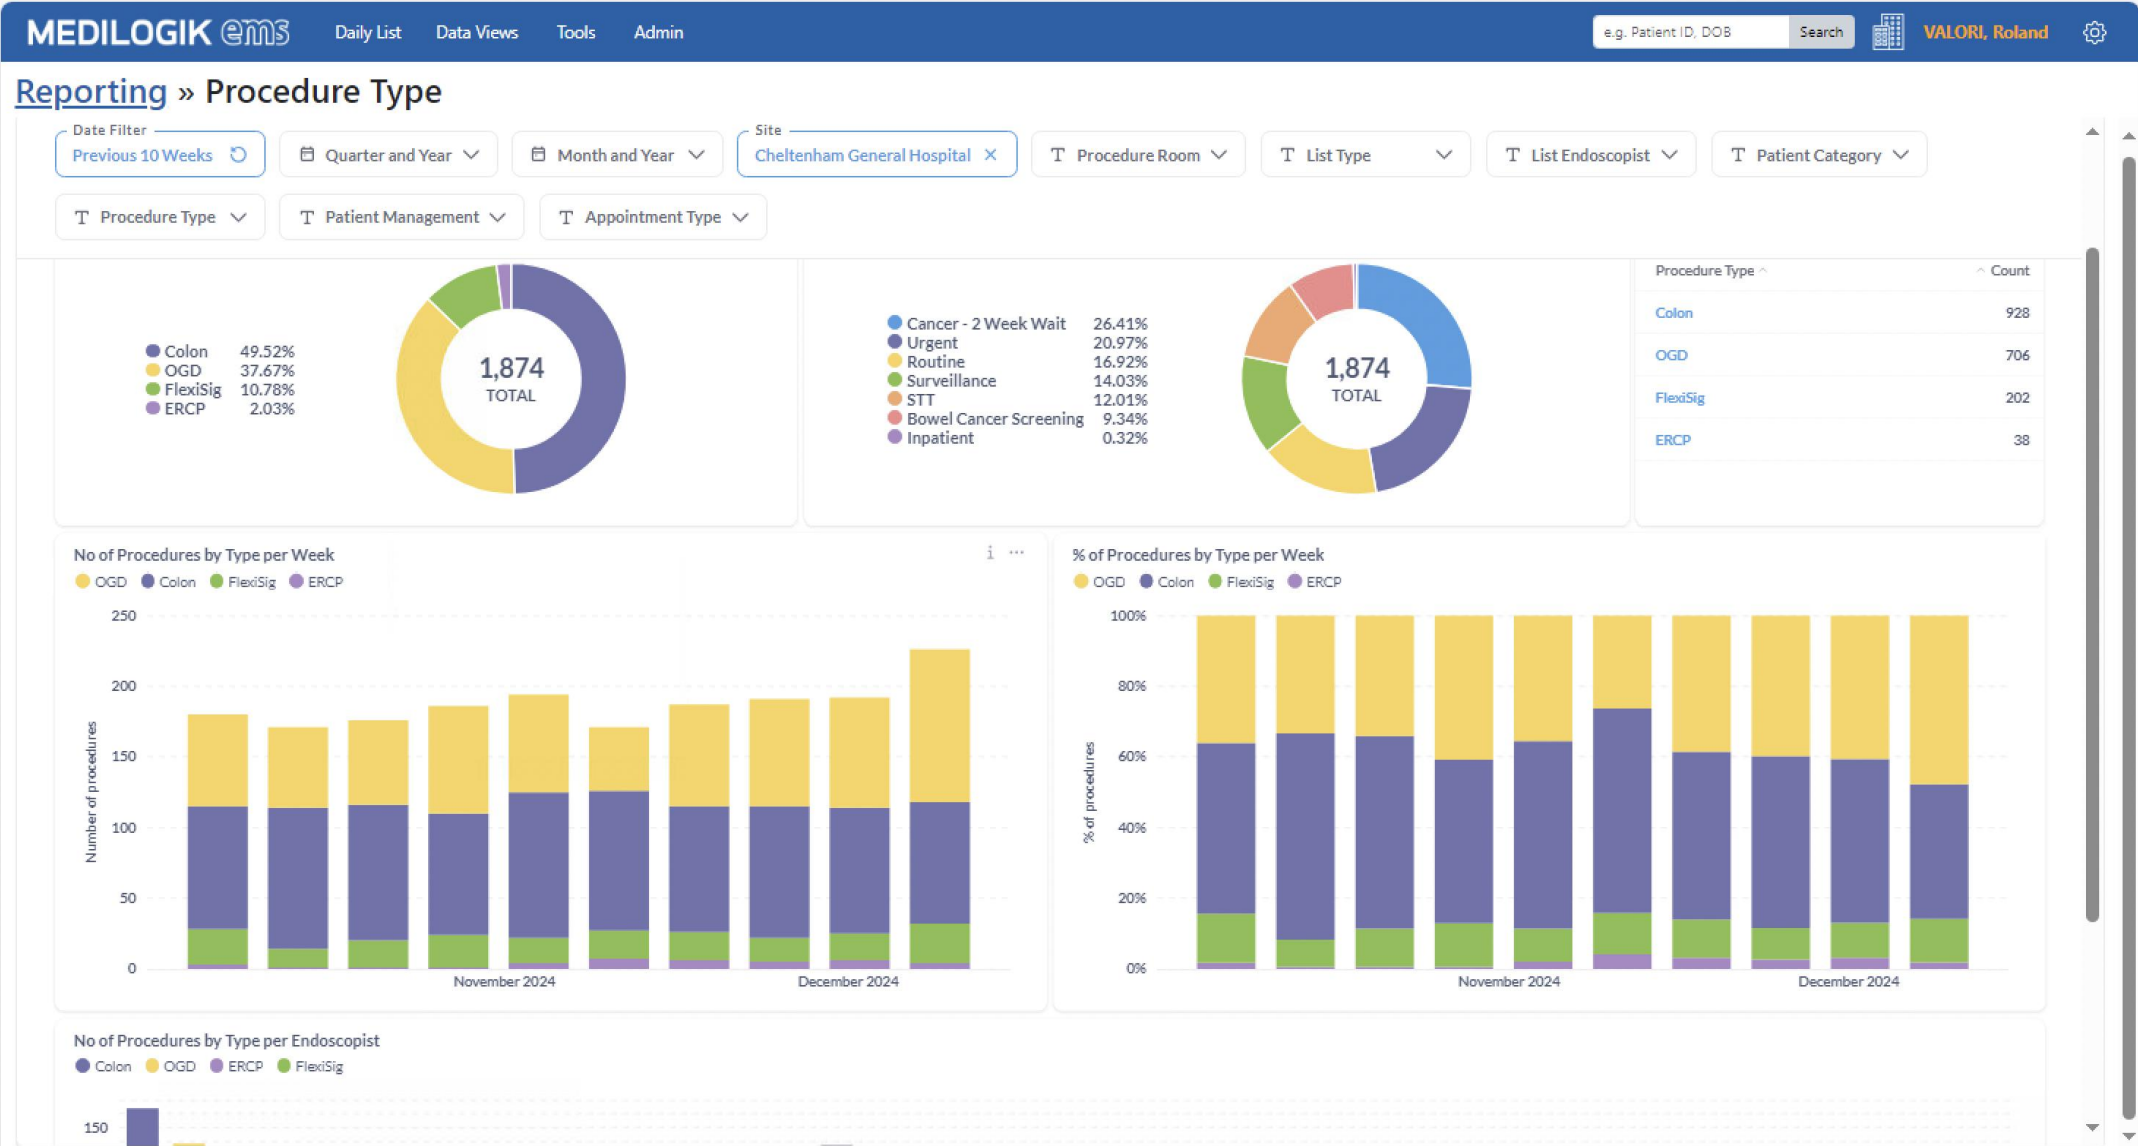 MEDILOGIK ems Daily List Data Views Tools Admin e.g. Patient ID, DOB Search VALORI, Roland
Reporting » Procedure Type
Date Filter Site
Previous 10 Weeks Quarter and Year Month and Year Cheltenham General Hospital × T Procedure Room T List Type T List Endoscopist T Patient Category
T Procedure Type T Patient Management T Appointment Type
Colon 49.52%
OGD 37.67%
FlexiSig 10.78%
ERCP 2.03%
1,874
TOTAL
Cancer - 2 Week Wait 26.41%
Urgent 20.97%
Routine 16.92%
Surveillance 14.03%
STT 12.01%
Bowel Cancer Screening 9.34%
Inpatient 0.32%
1,874
TOTAL
Procedure Type Count
Colon 928
OGD 706
FlexiSig 202
ERCP 38
No of Procedures by Type per Week
i ...
OGD Colon FlexiSig ERCP
Number of procedures
250
200
150
100
50
0
November 2024 December 2024
% of Procedures by Type per Week
OGD Colon FlexiSig ERCP
% of procedures
100%
80%
60%
40%
20%
0%
November 2024 December 2024
No of Procedures by Type per Endoscopist
Colon OGD ERCP FlexiSig
150